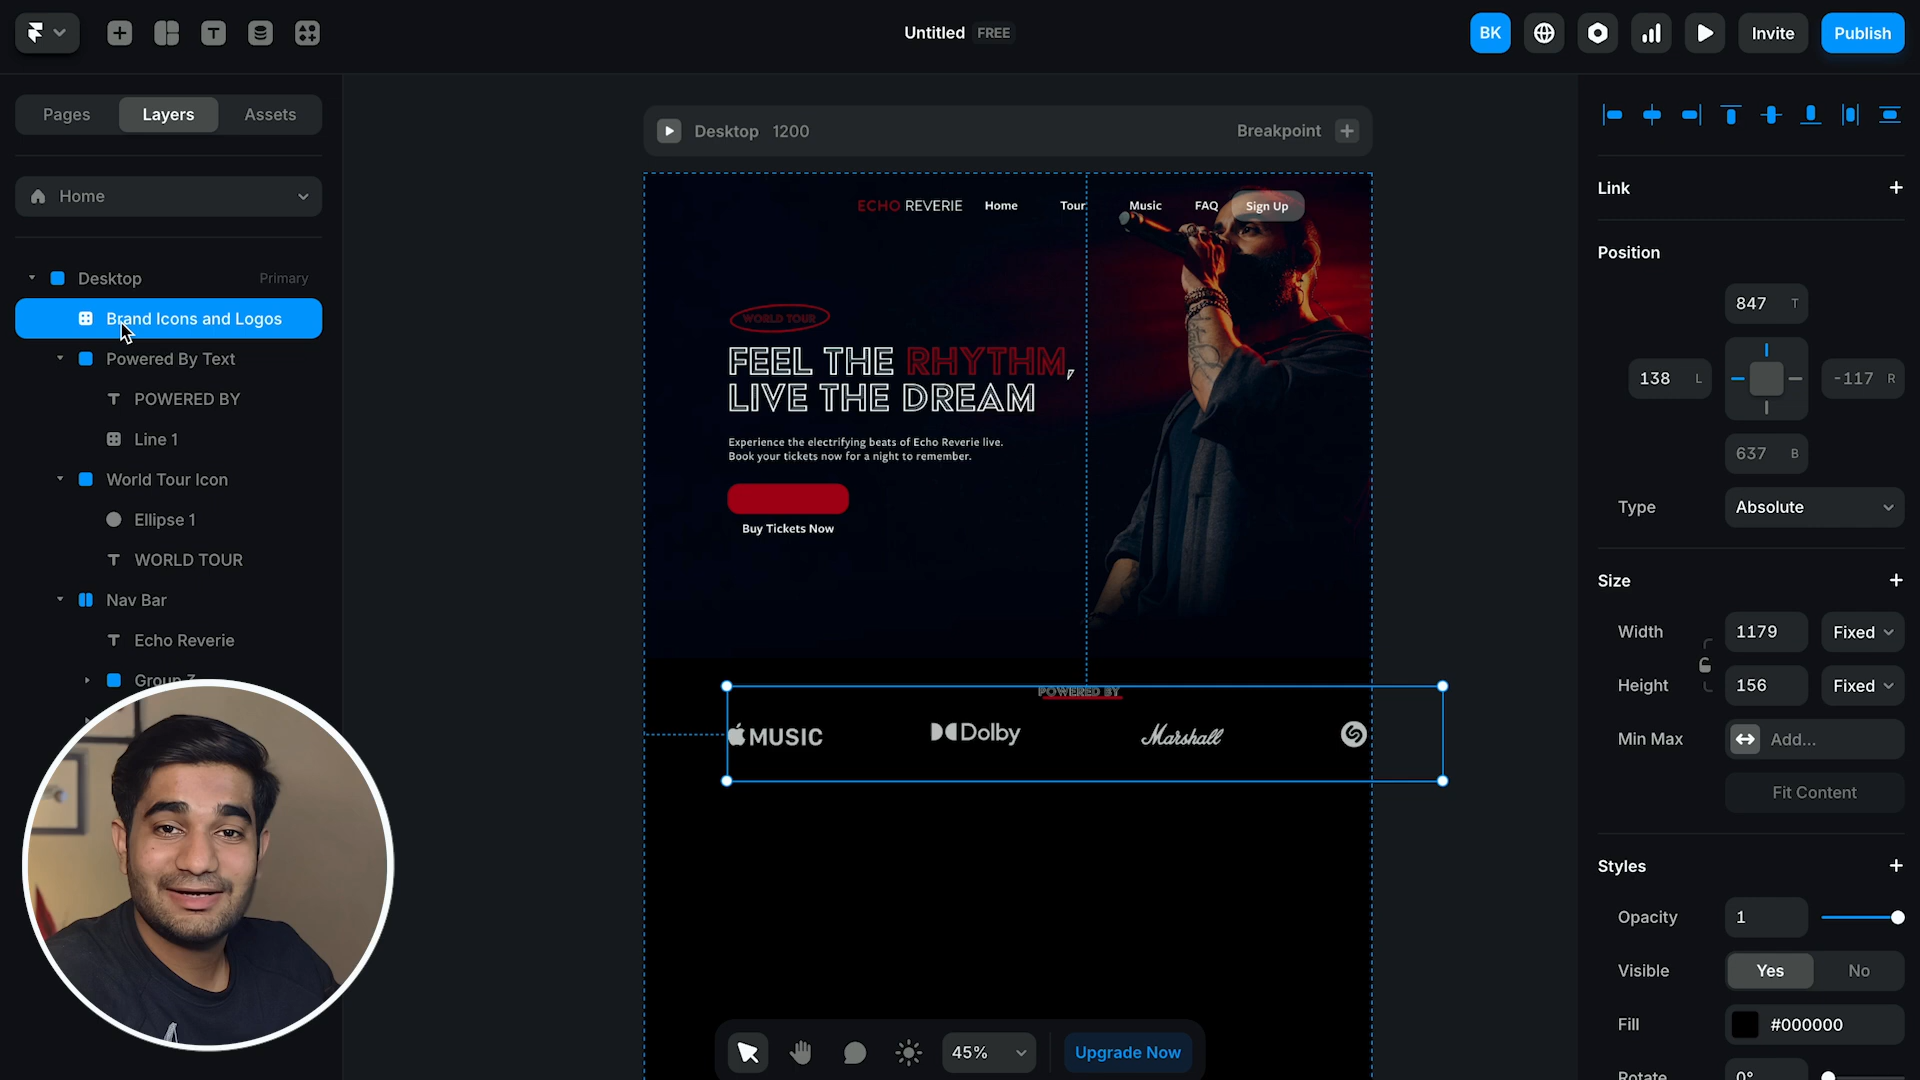 Untitled FREE
BK
Invite
Publish
Pages
Layers
Assets
Home
Desktop Primary
Brand Icons and Logos
Powered By Text
POWERED BY
Line 1
World Tour Icon
Ellipse 1
WORLD TOUR
Nav Bar
Echo Reverie
Group 7
Desktop 1200
Breakpoint
ECHO REVERIE
Home
Tour
Music
FAQ
Sign Up
WORLD TOUR
FEEL THE RHYTHM,
LIVE THE DREAM
Experience the electrifying beats of Echo Reverie live.
Book your tickets now for a night to remember.
Buy Tickets Now
POWERED BY
MUSIC
Dolby
Marshall
45%
Upgrade Now
Link
Position
847 T
138 L
-117 R
637 B
Type Absolute
Size
Width 1179 Fixed
Height 156 Fixed
Min Max Add...
Fit Content
Styles
Opacity 1
Visible Yes No
Fill #000000
Rotate 0°